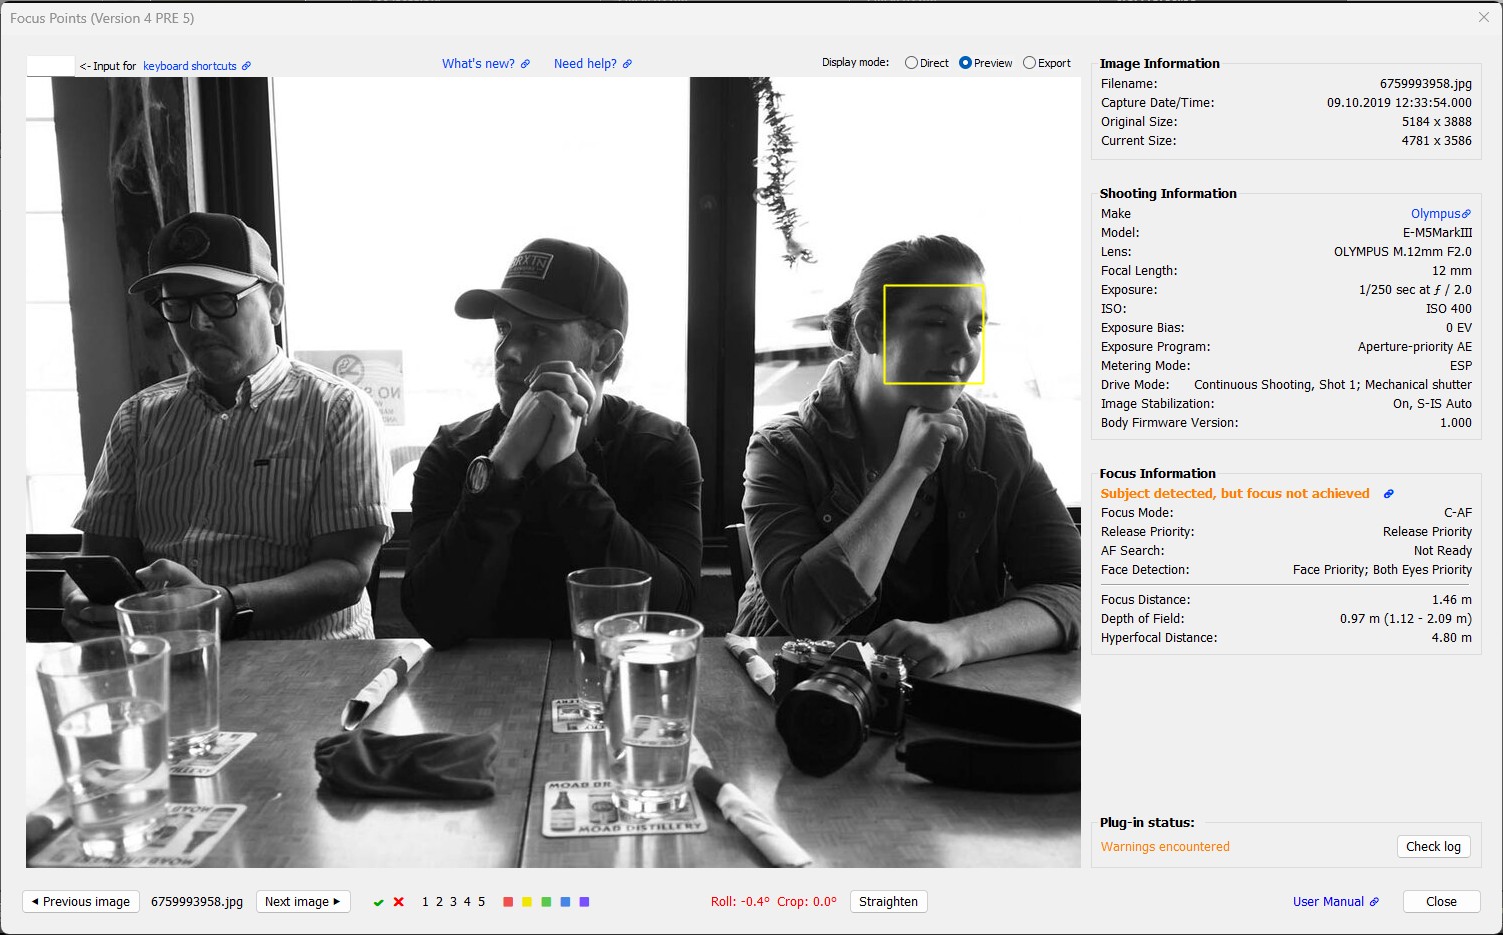 Focus Points (Version 4 PRE 5)
<- Input for keyboard shortcuts
What's new?
Need help?
Display mode: Direct Preview Export
NO S
BRXTN
MOAD BR
MOAD DISTILLERY
Image Information
Filename: 6759993958.jpg
Capture Date/Time: 09.10.2019 12:33:54.000
Original Size: 5184 x 3888
Current Size: 4781 x 3586
Shooting Information
Make Olympus
Model: E-M5MarkIII
Lens: OLYMPUS M.12mm F2.0
Focal Length: 12 mm
Exposure: 1/250 sec at ƒ / 2.0
ISO: ISO 400
Exposure Bias: 0 EV
Exposure Program: Aperture-priority AE
Metering Mode: ESP
Drive Mode: Continuous Shooting, Shot 1; Mechanical shutter
Image Stabilization: On, S-IS Auto
Body Firmware Version: 1.000
Focus Information
Subject detected, but focus not achieved
Focus Mode: C-AF
Release Priority: Release Priority
AF Search: Not Ready
Face Detection: Face Priority; Both Eyes Priority
Focus Distance: 1.46 m
Depth of Field: 0.97 m (1.12 - 2.09 m)
Hyperfocal Distance: 4.80 m
Plug-in status:
Warnings encountered
Check log
Previous image 6759993958.jpg Next image 1 2 3 4 5 Roll: -0.4° Crop: 0.0° Straighten User Manual Close